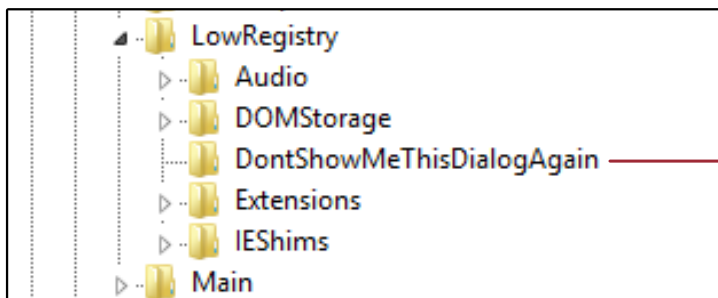 LowRegistry
Audio
DOMStorage
DontShowMeThisDialogAgain
Extensions
IEShims
Main